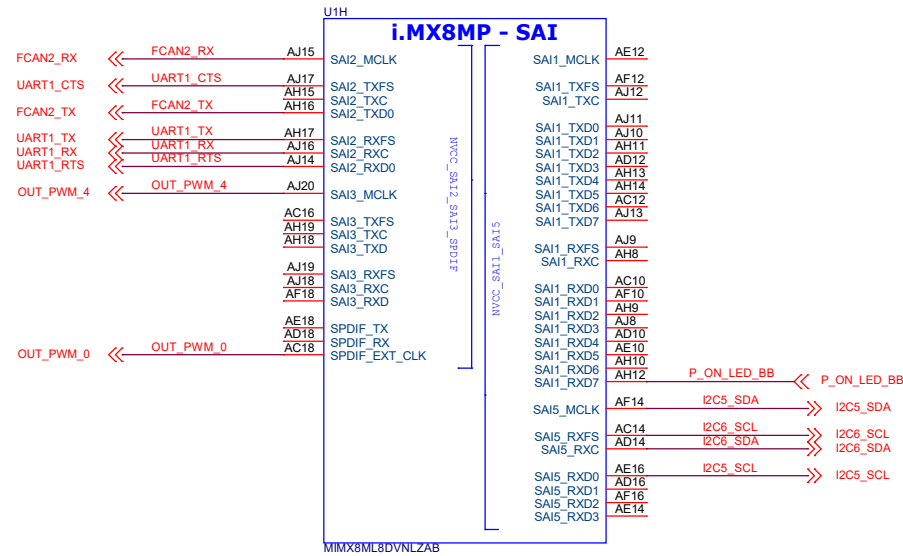 U1H
i.MX8MP - SAI
FCAN2_RX FCAN2_RX AJ15 SAI2_MCLK
UART1_CTS UART1_CTS AJ17 SAI2_TXFS
AH15 SAI2_TXC
FCAN2_TX FCAN2_TX AH16 SAI2_TXD0
UART1_TX UART1_TX AH17 SAI2_RXFS
UART1_RX UART1_RX AJ16 SAI2_RXC
UART1_RTS UART1_RTS AJ14 SAI2_RXD0
OUT_PWM_4 OUT_PWM_4 AJ20 SAI3_MCLK
AC16 SAI3_TXFS
AH19 SAI3_TXC
AH18 SAI3_TXD
AJ19 SAI3_RXFS
AJ18 SAI3_RXC
AF18 SAI3_RXD
AE18 SPDIF_TX
AD18 SPDIF_RX
OUT_PWM_0 OUT_PWM_0 AC18 SPDIF_EXT_CLK
NVCC_SAI2_SAI3_SPDIF
NVCC_SAI1_SAI5
SAI1_MCLK AE12
SAI1_TXFS AF12
SAI1_TXC AJ12
SAI1_TXD0 AJ11
SAI1_TXD1 AJ10
SAI1_TXD2 AH11
SAI1_TXD3 AD12
SAI1_TXD4 AH13
SAI1_TXD5 AH14
SAI1_TXD6 AC12
SAI1_TXD7 AJ13
SAI1_RXFS AJ9
SAI1_RXC AH8
SAI1_RXD0 AC10
SAI1_RXD1 AF10
SAI1_RXD2 AH9
SAI1_RXD3 AJ8
SAI1_RXD4 AD10
SAI1_RXD5 AE10
SAI1_RXD6 AH10
SAI1_RXD7 AH12 P_ON_LED_BB P_ON_LED_BB
SAI5_MCLK AF14 I2C5_SDA I2C5_SDA
SAI5_RXFS AC14 I2C6_SCL I2C6_SCL
SAI5_RXC AD14 I2C6_SDA I2C6_SDA
SAI5_RXD0 AE16 I2C5_SCL I2C5_SCL
SAI5_RXD1 AD16
SAI5_RXD2 AF16
SAI5_RXD3 AE14
MIMX8ML8DVNLZAB